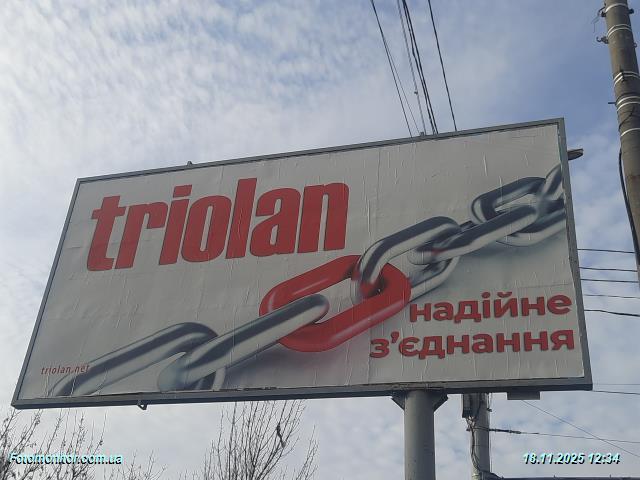 triolan
надійне
з'єднання
triolan.net
Fotomonitor.com.ua
18.11.2025 12:34